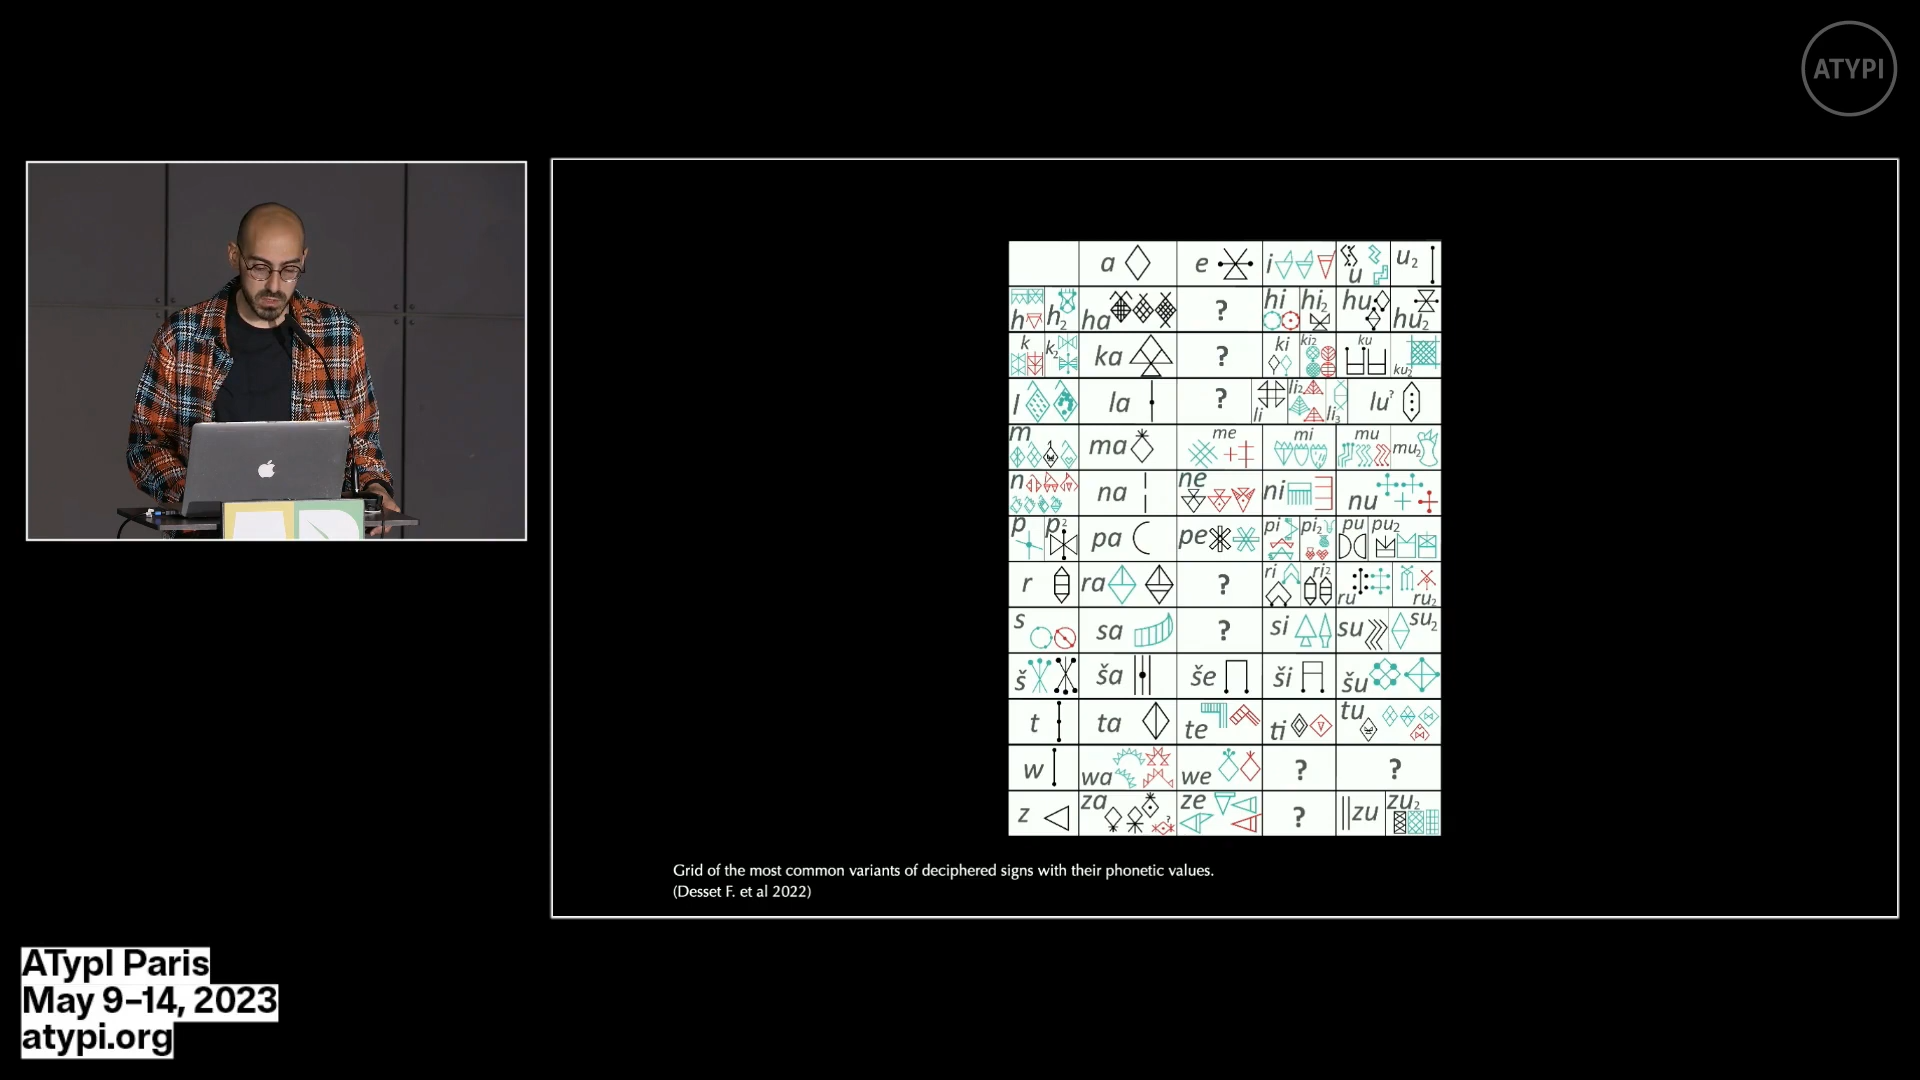 ATYPI
a e i u u₂
h h₂ ha ? hi hi₂ hu hu₂
k k₂ ka ? ki ki₂ ku ku₂
l la ? li li₂ li₃ lu?
m ma me mi mu mu₂
n na ne ni nu
p p₂ pa pe pi pi₂ pu pu₂
r ra ? ri ri₂ ru ru₂
s sa ? si su su₂
š ša še ši šu
t ta te ti tu
w wa we ? ?
z za ? ze ? zu zu₂
Grid of the most common variants of deciphered signs with their phonetic values.
(Desset F. et al 2022)
ATypI Paris
May 9–14, 2023
atypi.org